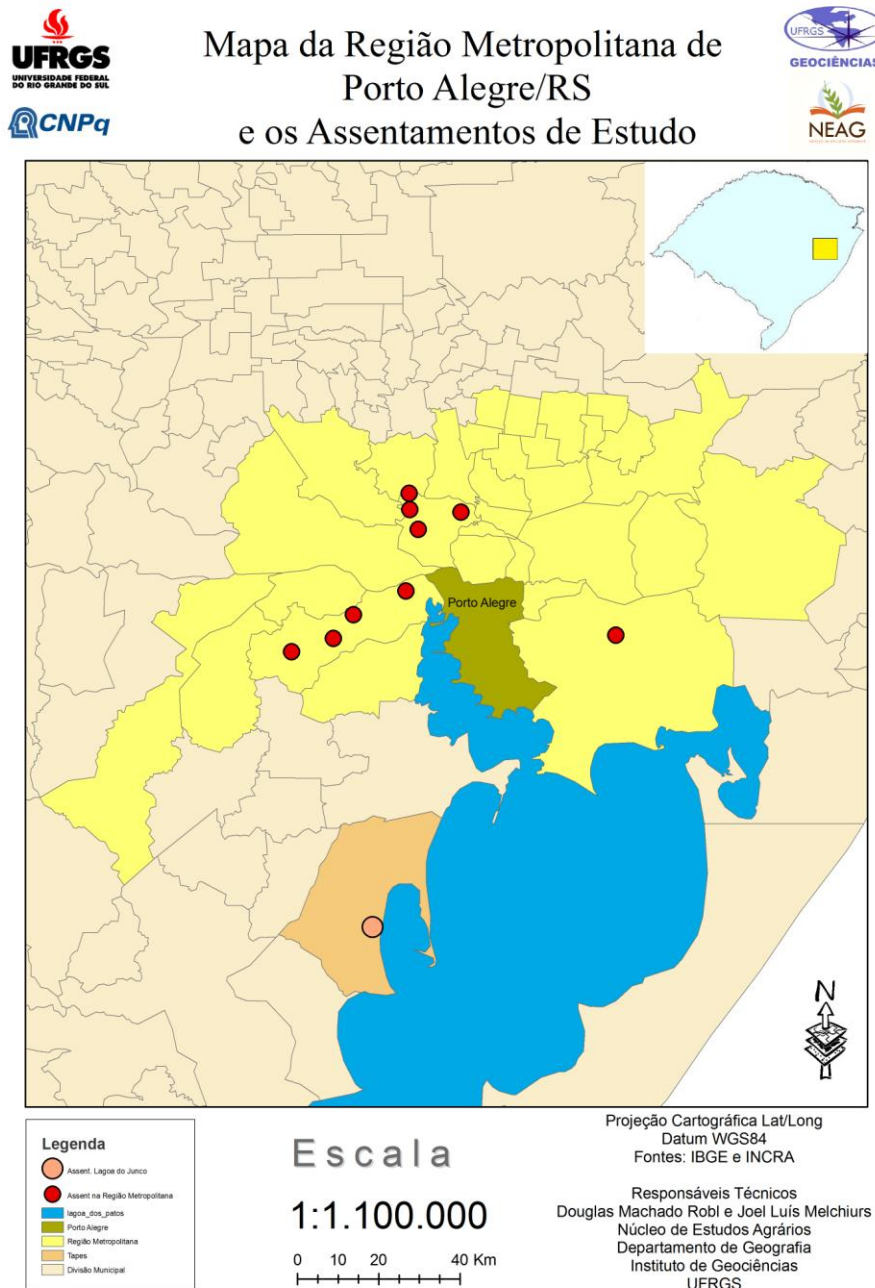 UFRGS
UNIVERSIDADE FEDERAL
DO RIO GRANDE DO SUL
CNPq
Mapa da Região Metropolitana de
Porto Alegre/RS
e os Assentamentos de Estudo
UFRGS
GEOCIÊNCIAS
NEAG
Porto Alegre
N
Legenda
Assent. Lagoa do Junco
Assent na Região Metropolitana
lagoa_dos_patos
Porto Alegre
Região Metropolitana
Tapes
Divisão Municipal
Escala
1:1.100.000
0 10 20 40 Km
Projeção Cartográfica Lat/Long
Datum WGS84
Fontes: IBGE e INCRA
Responsáveis Técnicos
Douglas Machado Robl e Joel Luís Melchiurs
Núcleo de Estudos Agrários
Departamento de Geografia
Instituto de Geociências
UFRGS